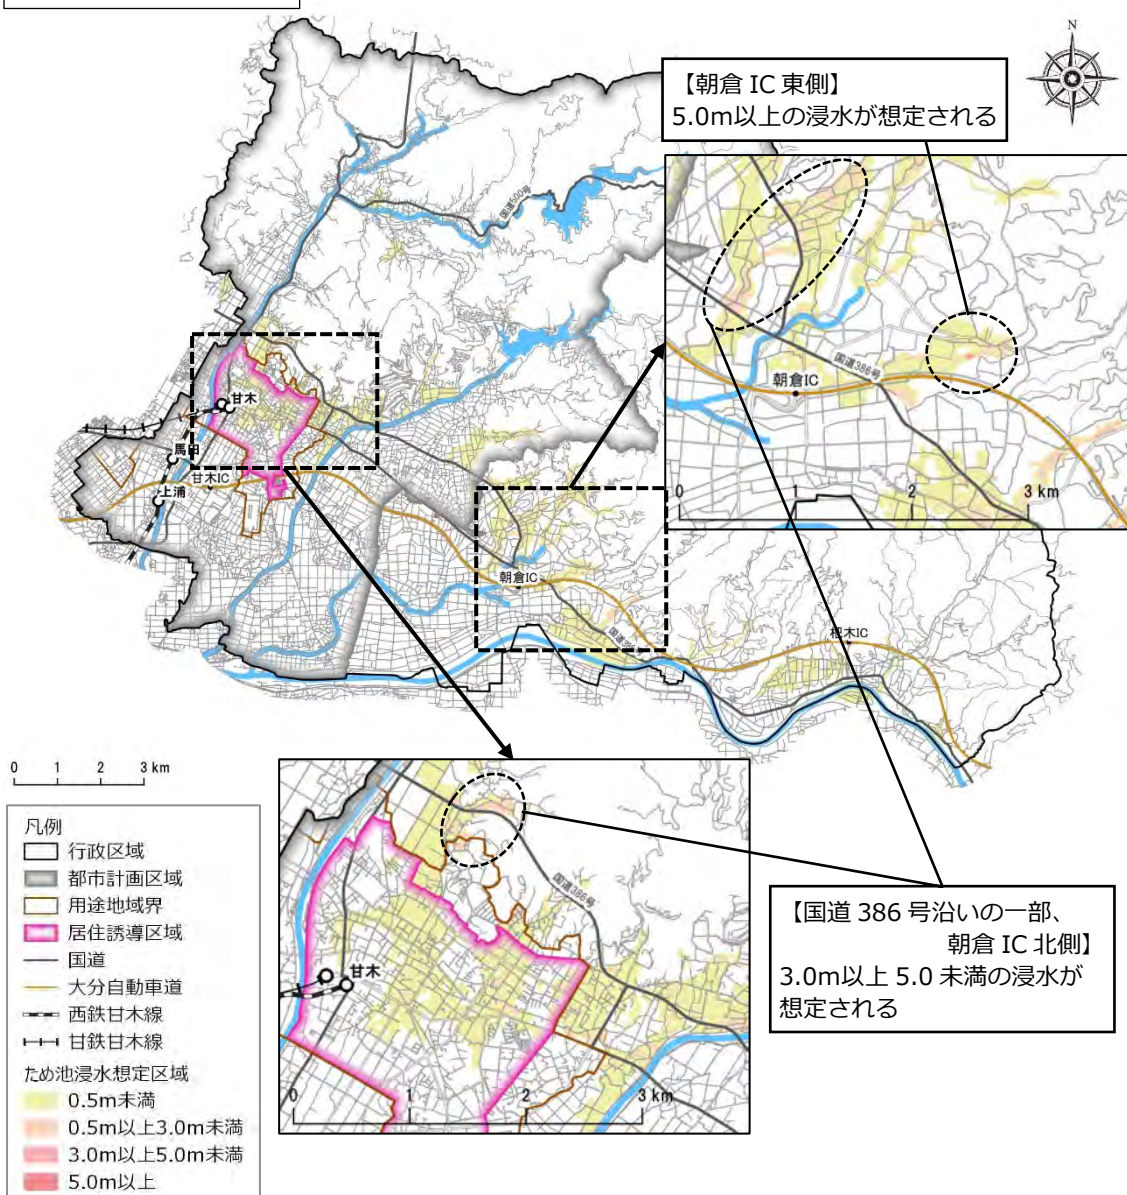 N
【朝倉 IC 東側】
5.0m以上の浸水が想定される
国道500号
国道386号
朝倉IC
0 1 2 3 km
甘木
馬田
甘木IC
上浦
朝倉IC
杷木IC
0 1 2 3 km
国道386号
甘木
0 1 2 3 km
【国道 386 号沿いの一部、
朝倉 IC 北側】
3.0m以上 5.0 未満の浸水が
想定される
凡例
行政区域
都市計画区域
用途地域界
居住誘導区域
国道
大分自動車道
西鉄甘木線
甘鉄甘木線
ため池浸水想定区域
0.5m未満
0.5m以上3.0m未満
3.0m以上5.0m未満
5.0m以上